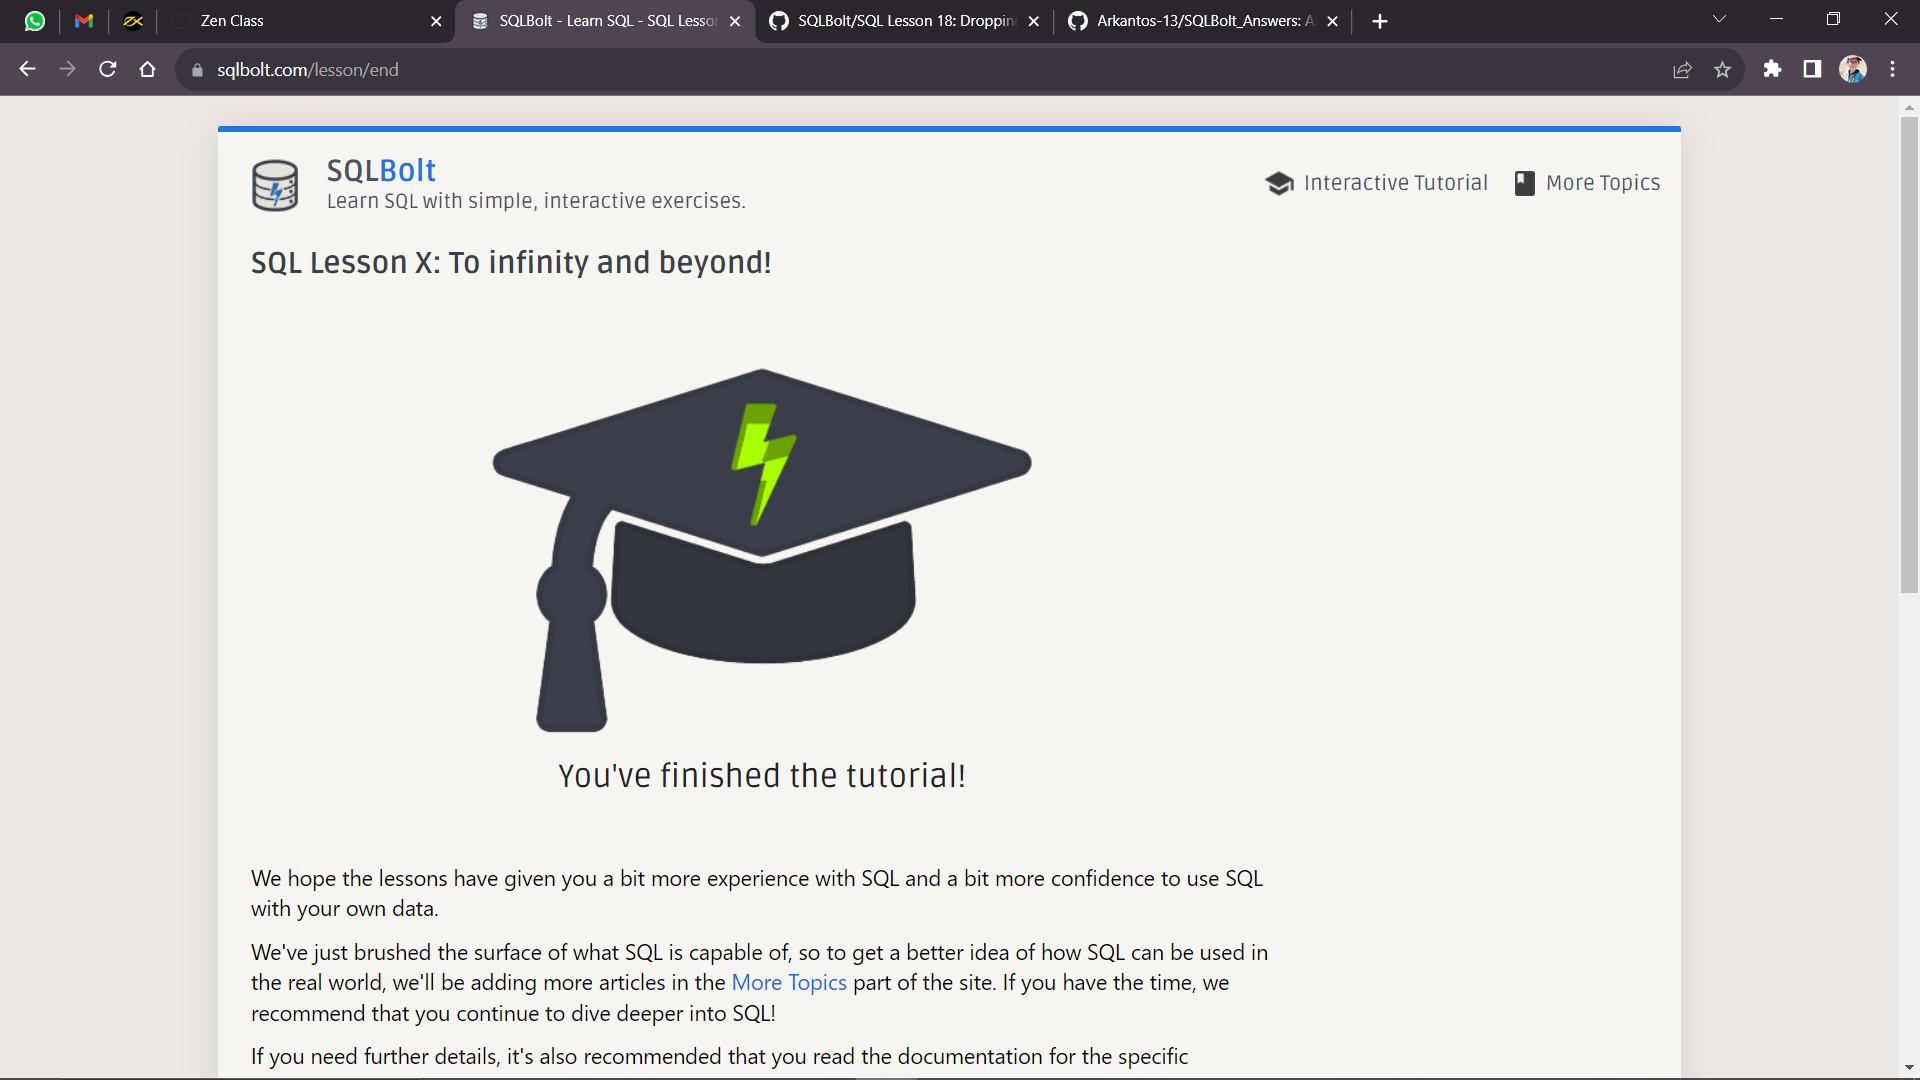 Zen Class
SQLBolt - Learn SQL - SQL Lesson
SQLBolt/SQL Lesson 18: Dropping
Arkantos-13/SQLBolt_Answers: A
sqlbolt.com/lesson/end
SQLBolt
Learn SQL with simple, interactive exercises.
Interactive Tutorial
More Topics
SQL Lesson X: To infinity and beyond!
You've finished the tutorial!
We hope the lessons have given you a bit more experience with SQL and a bit more confidence to use SQL
with your own data.
We've just brushed the surface of what SQL is capable of, so to get a better idea of how SQL can be used in
the real world, we'll be adding more articles in the More Topics part of the site. If you have the time, we
recommend that you continue to dive deeper into SQL!
If you need further details, it's also recommended that you read the documentation for the specific